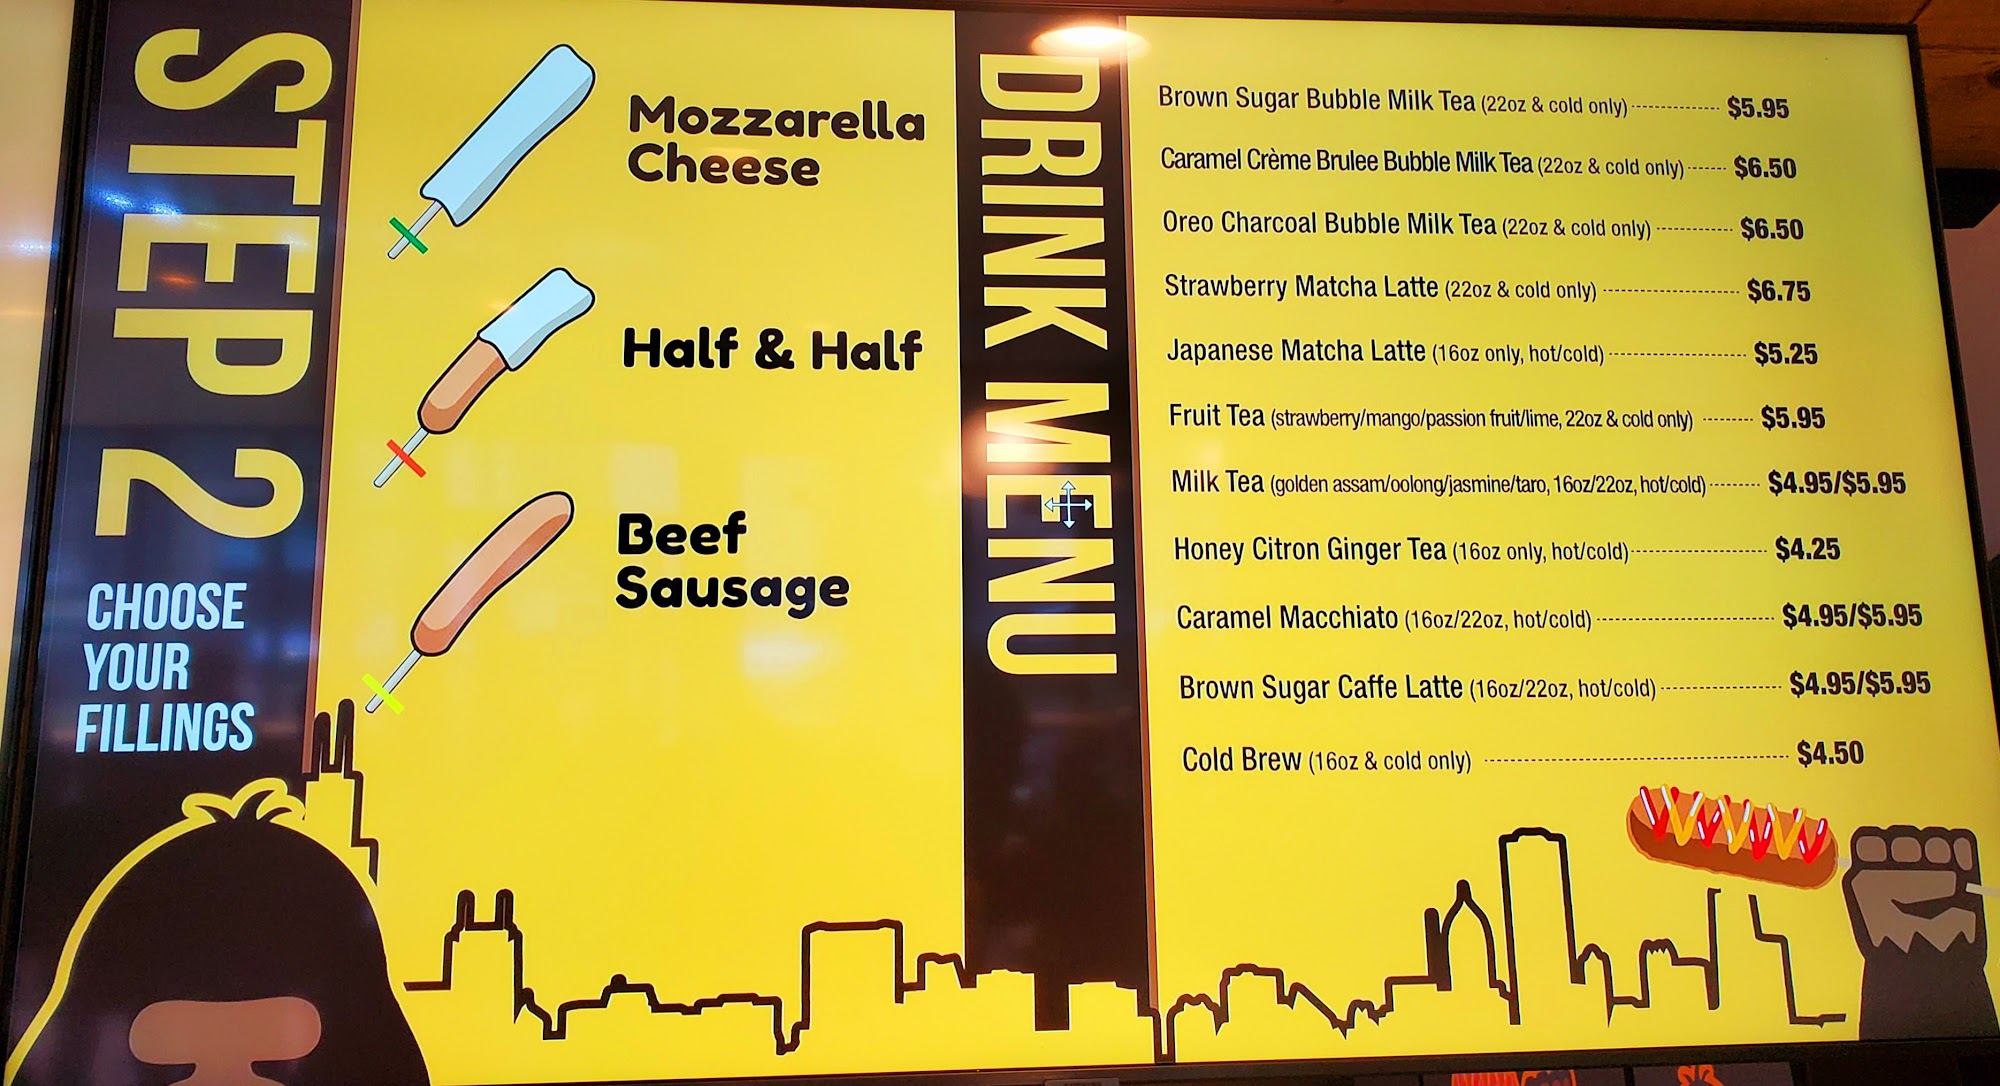 STEP 2
CHOOSE
YOUR
FILLINGS
Mozzarella
Cheese
Half & Half
Beef
Sausage
DRINK MENU
Brown Sugar Bubble Milk Tea (22oz & cold only) $5.95
Caramel Crème Brulee Bubble Milk Tea (22oz & cold only) $6.50
Oreo Charcoal Bubble Milk Tea (22oz & cold only) $6.50
Strawberry Matcha Latte (22oz & cold only) $6.75
Japanese Matcha Latte (16oz only, hot/cold) $5.25
Fruit Tea (strawberry/mango/passion fruit/lime, 22oz & cold only) $5.95
Milk Tea (golden assam/oolong/jasmine/taro, 16oz/22oz, hot/cold) $4.95/$5.95
Honey Citron Ginger Tea (16oz only, hot/cold) $4.25
Caramel Macchiato (16oz/22oz, hot/cold) $4.95/$5.95
Brown Sugar Caffe Latte (16oz/22oz, hot/cold) $4.95/$5.95
Cold Brew (16oz & cold only) $4.50